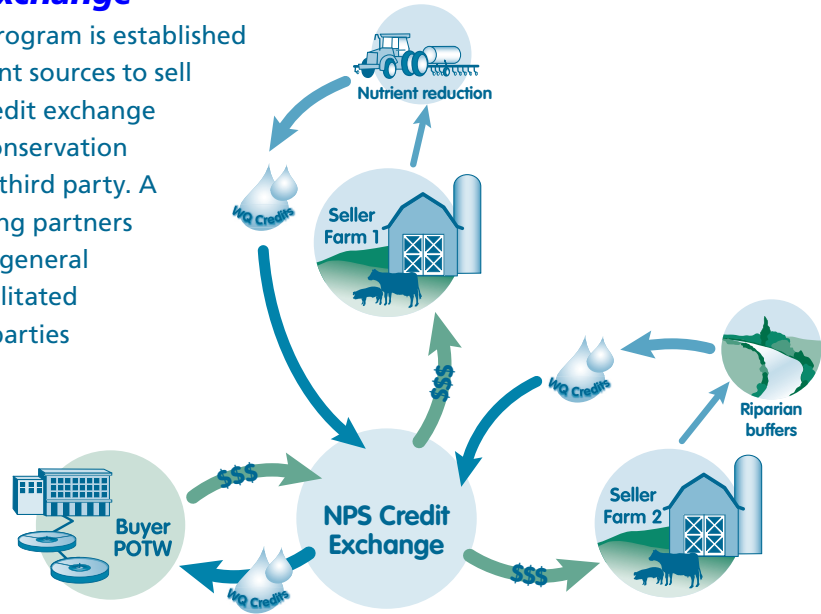 xchange
rogram is established
nt sources to sell
edit exchange
onservation
third party. A
ng partners
general
litated
parties
Nutrient reduction
WQ Credits
Seller
Farm 1
$$$
WQ Credits
Riparian
buffers
$$$
Buyer
POTW
NPS Credit
Exchange
Seller
Farm 2
WQ Credits
$$$